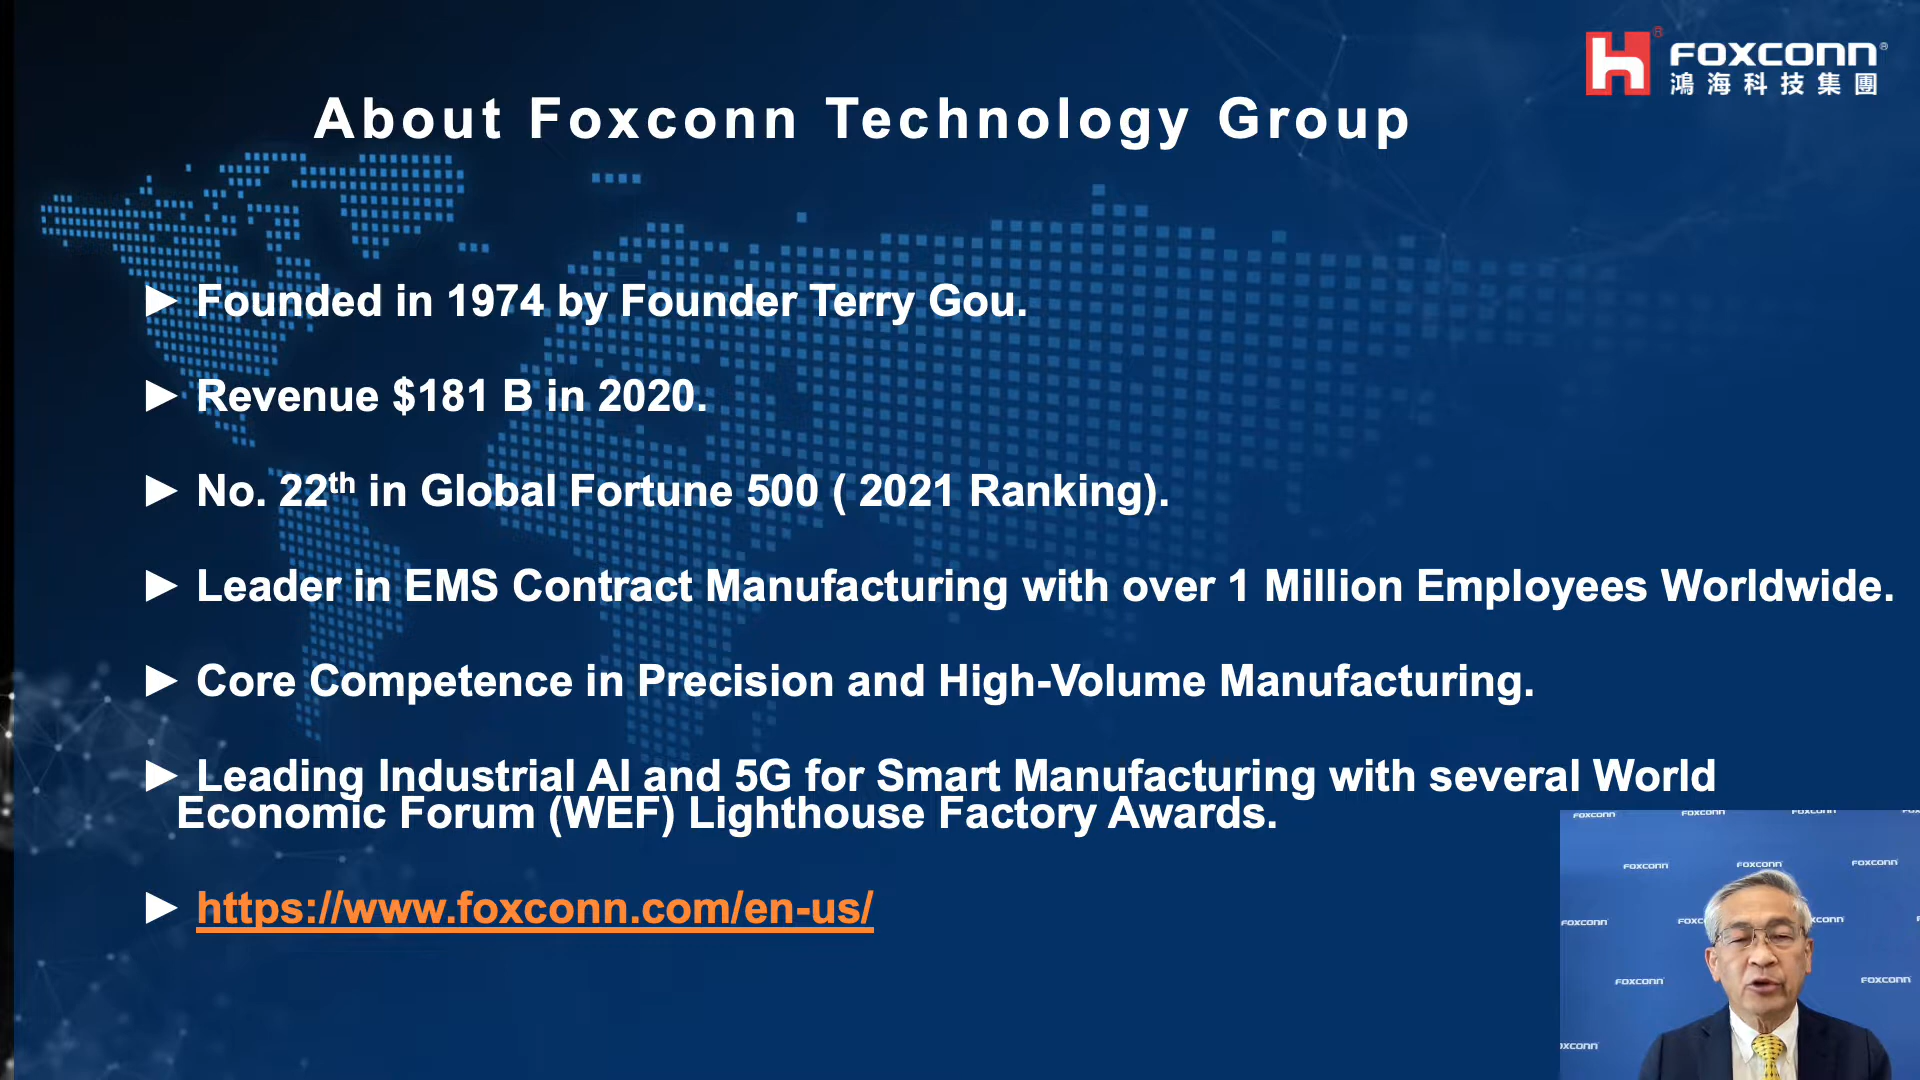 FOXCONN®
鴻海科技集團
About Foxconn Technology Group
► Founded in 1974 by Founder Terry Gou.
► Revenue $181 B in 2020.
► No. 22th in Global Fortune 500 ( 2021 Ranking).
► Leader in EMS Contract Manufacturing with over 1 Million Employees Worldwide.
► Core Competence in Precision and High-Volume Manufacturing.
► Leading Industrial AI and 5G for Smart Manufacturing with several World
Economic Forum (WEF) Lighthouse Factory Awards.
► https://www.foxconn.com/en-us/
FOXCONN FOXCONN FOXCONN
FOXCONN FOXCONN FOXCONN
FOXCONN
FOXCONN FOXCONN